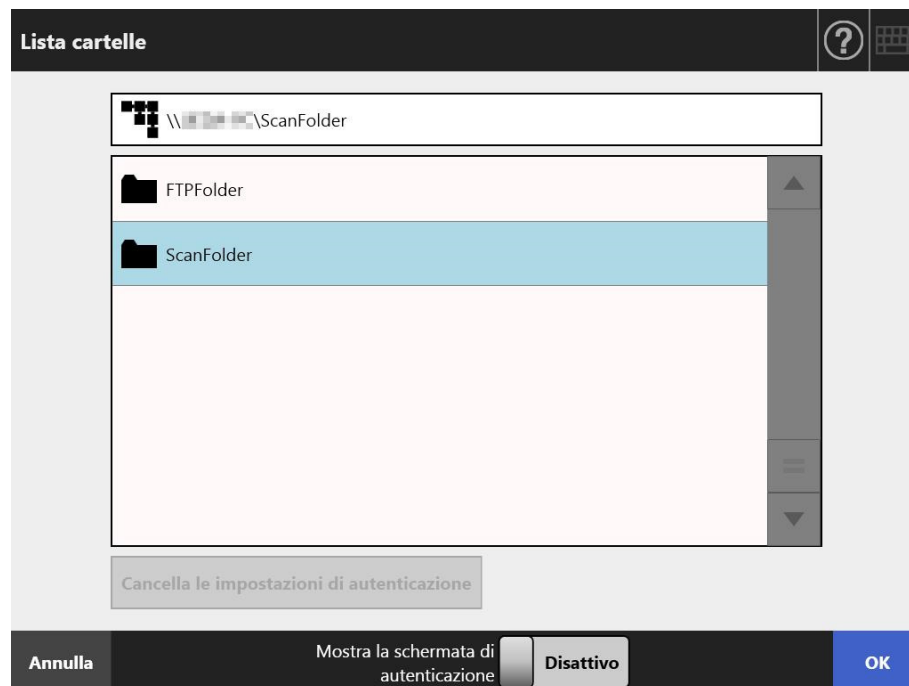 Lista cartelle
?
\\ \ScanFolder
FTPFolder
ScanFolder
Cancella le impostazioni di autenticazione
Annulla
Mostra la schermata di
autenticazione
Disattivo
OK